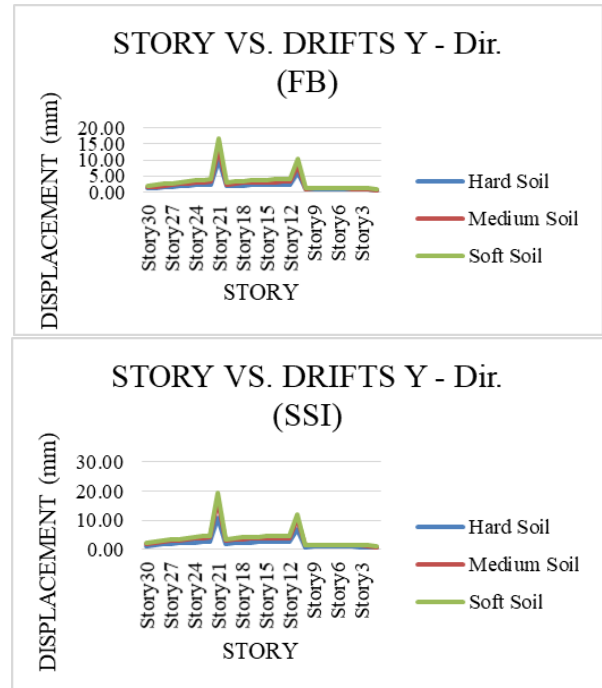 STORY VS. DRIFTS Y - Dir.
(FB)
DISPLACEMENT (mm)
20.00
15.00
10.00
5.00
0.00
Story30
Story27
Story24
Story21
Story18
Story15
Story12
Story9
Story6
Story3
STORY
Hard Soil
Medium Soil
Soft Soil
STORY VS. DRIFTS Y - Dir.
(SSI)
DISPLACEMENT (mm)
30.00
20.00
10.00
0.00
Story30
Story27
Story24
Story21
Story18
Story15
Story12
Story9
Story6
Story3
STORY
Hard Soil
Medium Soil
Soft Soil